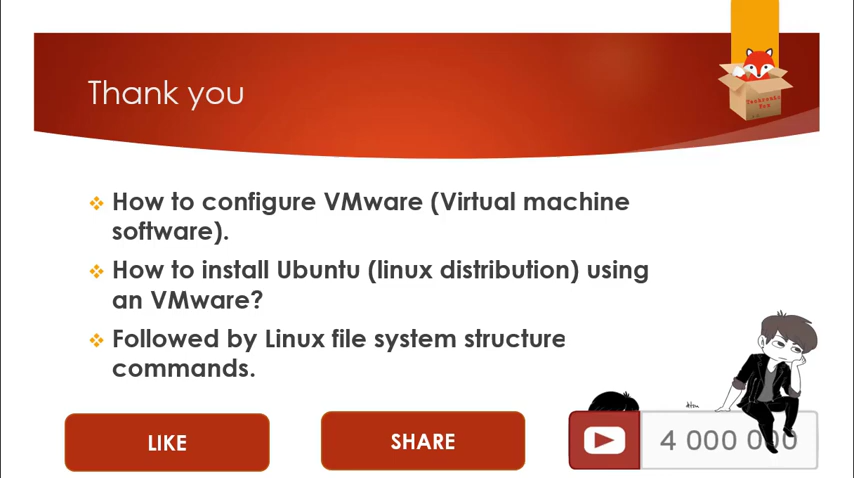 Thank you
How to configure VMware (Virtual machine
software).
How to install Ubuntu (linux distribution) using
an VMware?
Followed by Linux file system structure
commands.
LIKE
SHARE
4 000 000